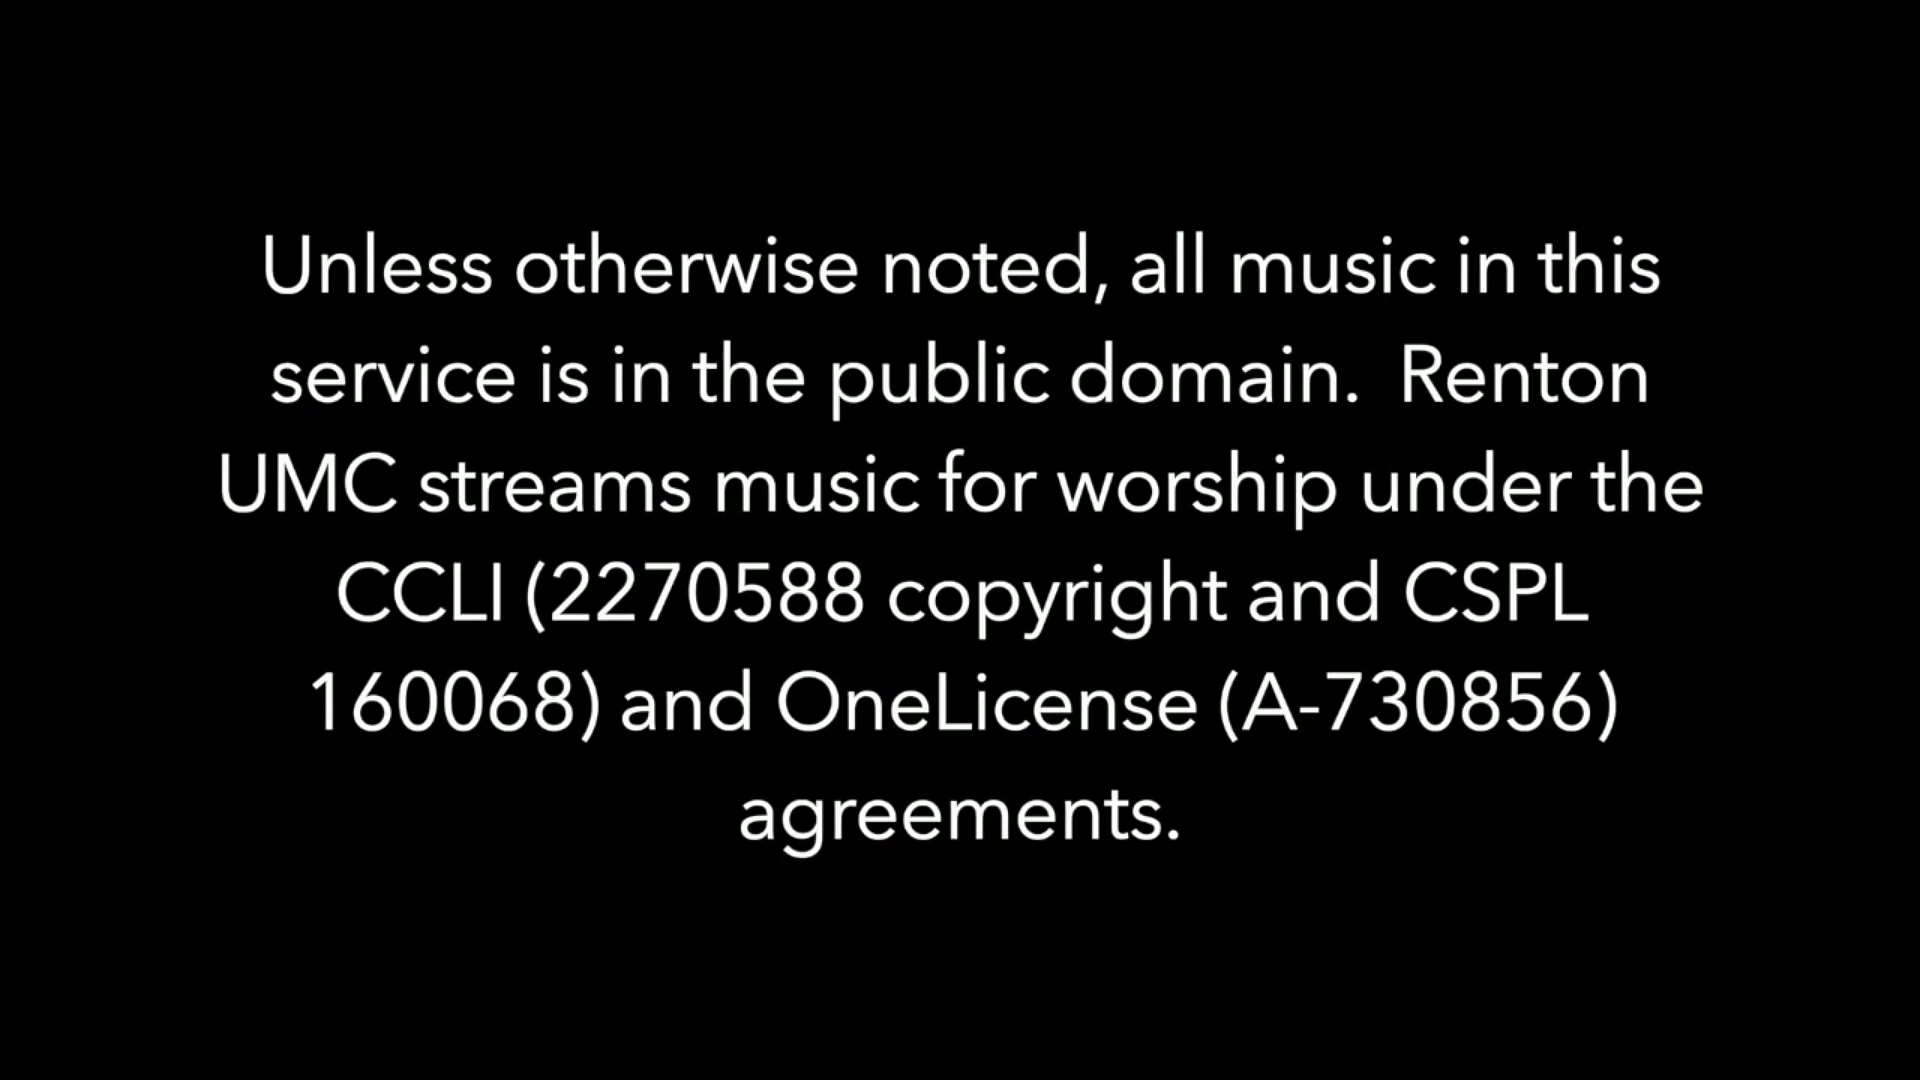 Unless otherwise noted, all music in this
service is in the public domain.  Renton
UMC streams music for worship under the
CCLI (2270588 copyright and CSPL
160068) and OneLicense (A-730856)
agreements.